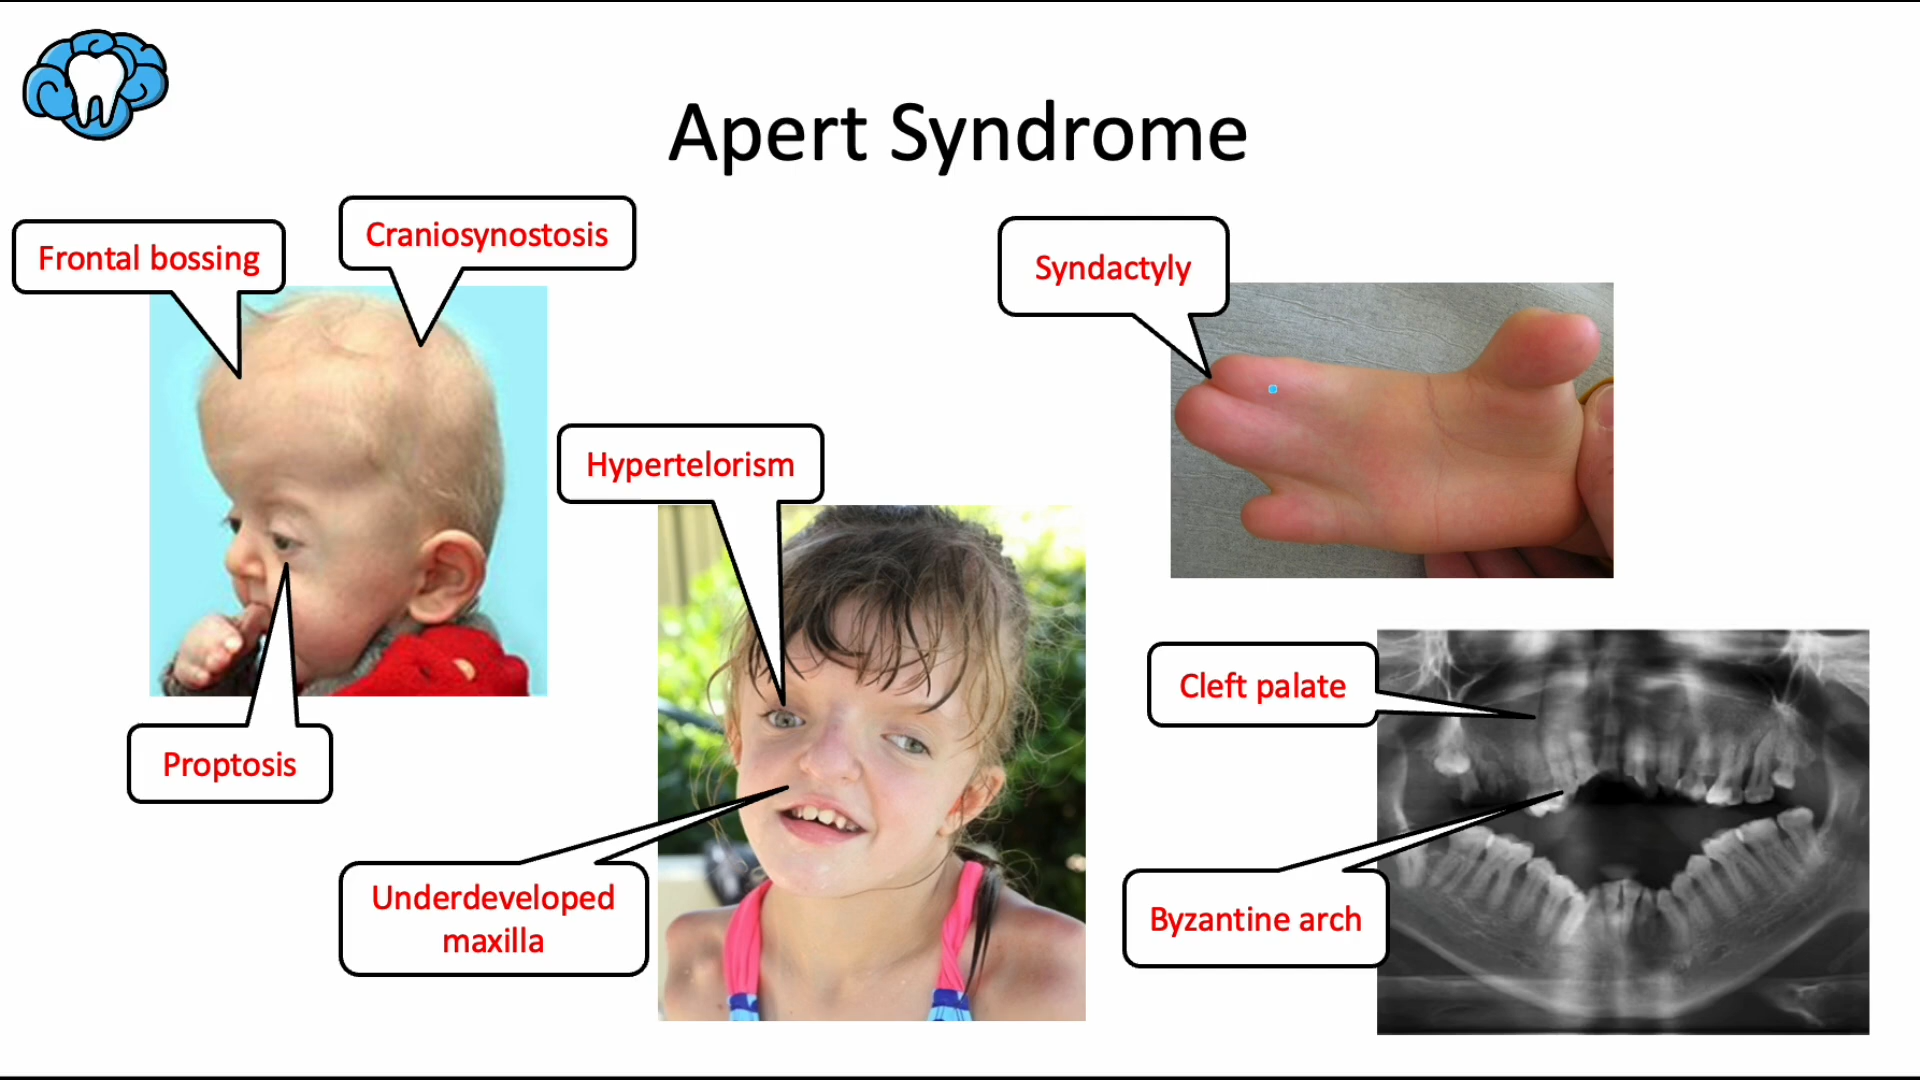 Apert Syndrome
Frontal bossing
Craniosynostosis
Syndactyly
Hypertelorism
Cleft palate
Proptosis
Underdeveloped
maxilla
Byzantine arch